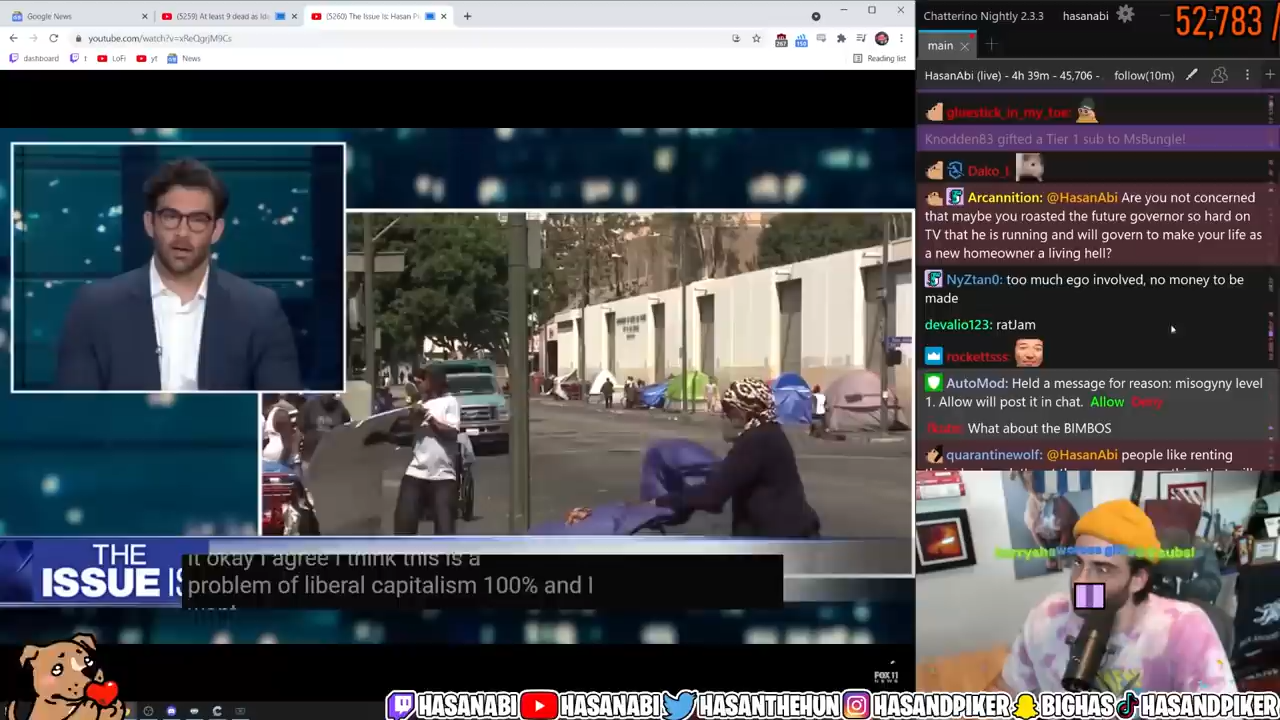 Google News
(5259) At least 9 dead as Id
(5260) The Issue Is: Hasan P
Chatterino Nightly 2.3.3
hasanabi
52,783 /
youtube.com/watch?v=xReQgrjM9Cs
main
dashboard
t
LoFi
yt
News
Reading list
HasanAbi (live) - 4h 39m - 45,706 -
follow(10m)
gluestick_in_my_toe:
Knodden83 gifted a Tier 1 sub to MsBungle!
Dako_l
Arcannition: @HasanAbi Are you not concerned
that maybe you roasted the future governor so hard on
TV that he is running and will govern to make your life as
a new homeowner a living hell?
NyZtan0: too much ego involved, no money to be
made
devalio123: ratJam
rockettsss:
AutoMod: Held a message for reason: misogyny level
1. Allow will post it in chat. Allow Deny
What about the BIMBOS
quarantinewolf: @HasanAbi people like renting
THE
ISSUE IS
it okay I agree I think this is a
problem of liberal capitalism 100% and I
want
FOX 11
NEWS
HASANABI
HASANABI
HASANTHEHUN
HASANDPIKER
BIGHAS
HASANDPIKER